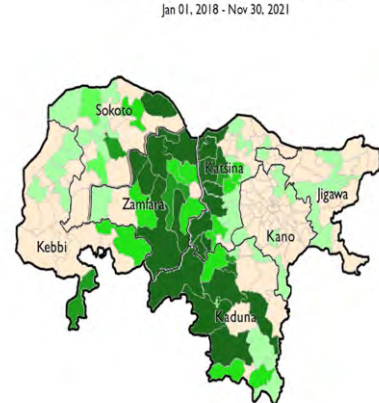 Jan 01, 2018 - Nov 30, 2021
Sokoto
Katsina
Zamfara
Jigawa
Kebbi
Kano
Kaduna